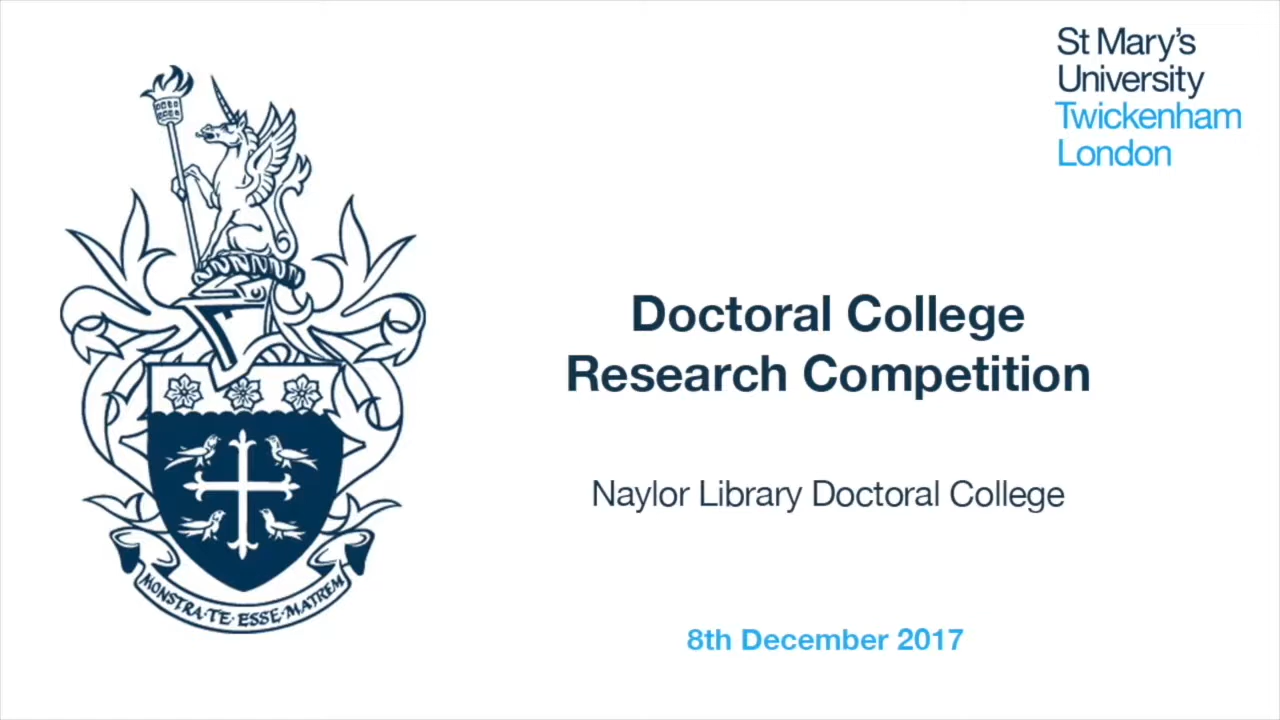 St Mary's
University
Twickenham
London
Doctoral College
Research Competition
Naylor Library Doctoral College
8th December 2017
MONSTRA·TE·ESSE·MATREM